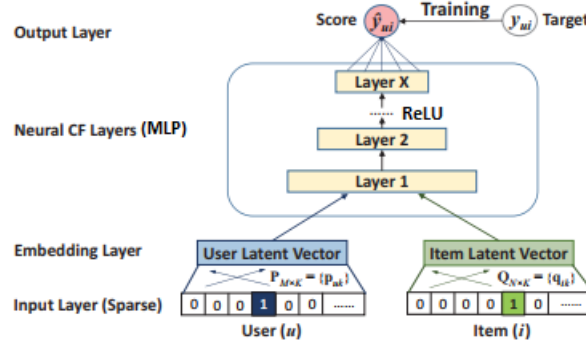 Output Layer
Score ŷui Training yui Target
Layer X
...... ReLU
Neural CF Layers (MLP)
Layer 2
Layer 1
Embedding Layer
User Latent Vector
Item Latent Vector
PM×K = {puk}
QN×K = {qik}
Input Layer (Sparse)
0 0 0 1 0 0 ......
0 0 0 0 1 0 ......
User (u)
Item (i)